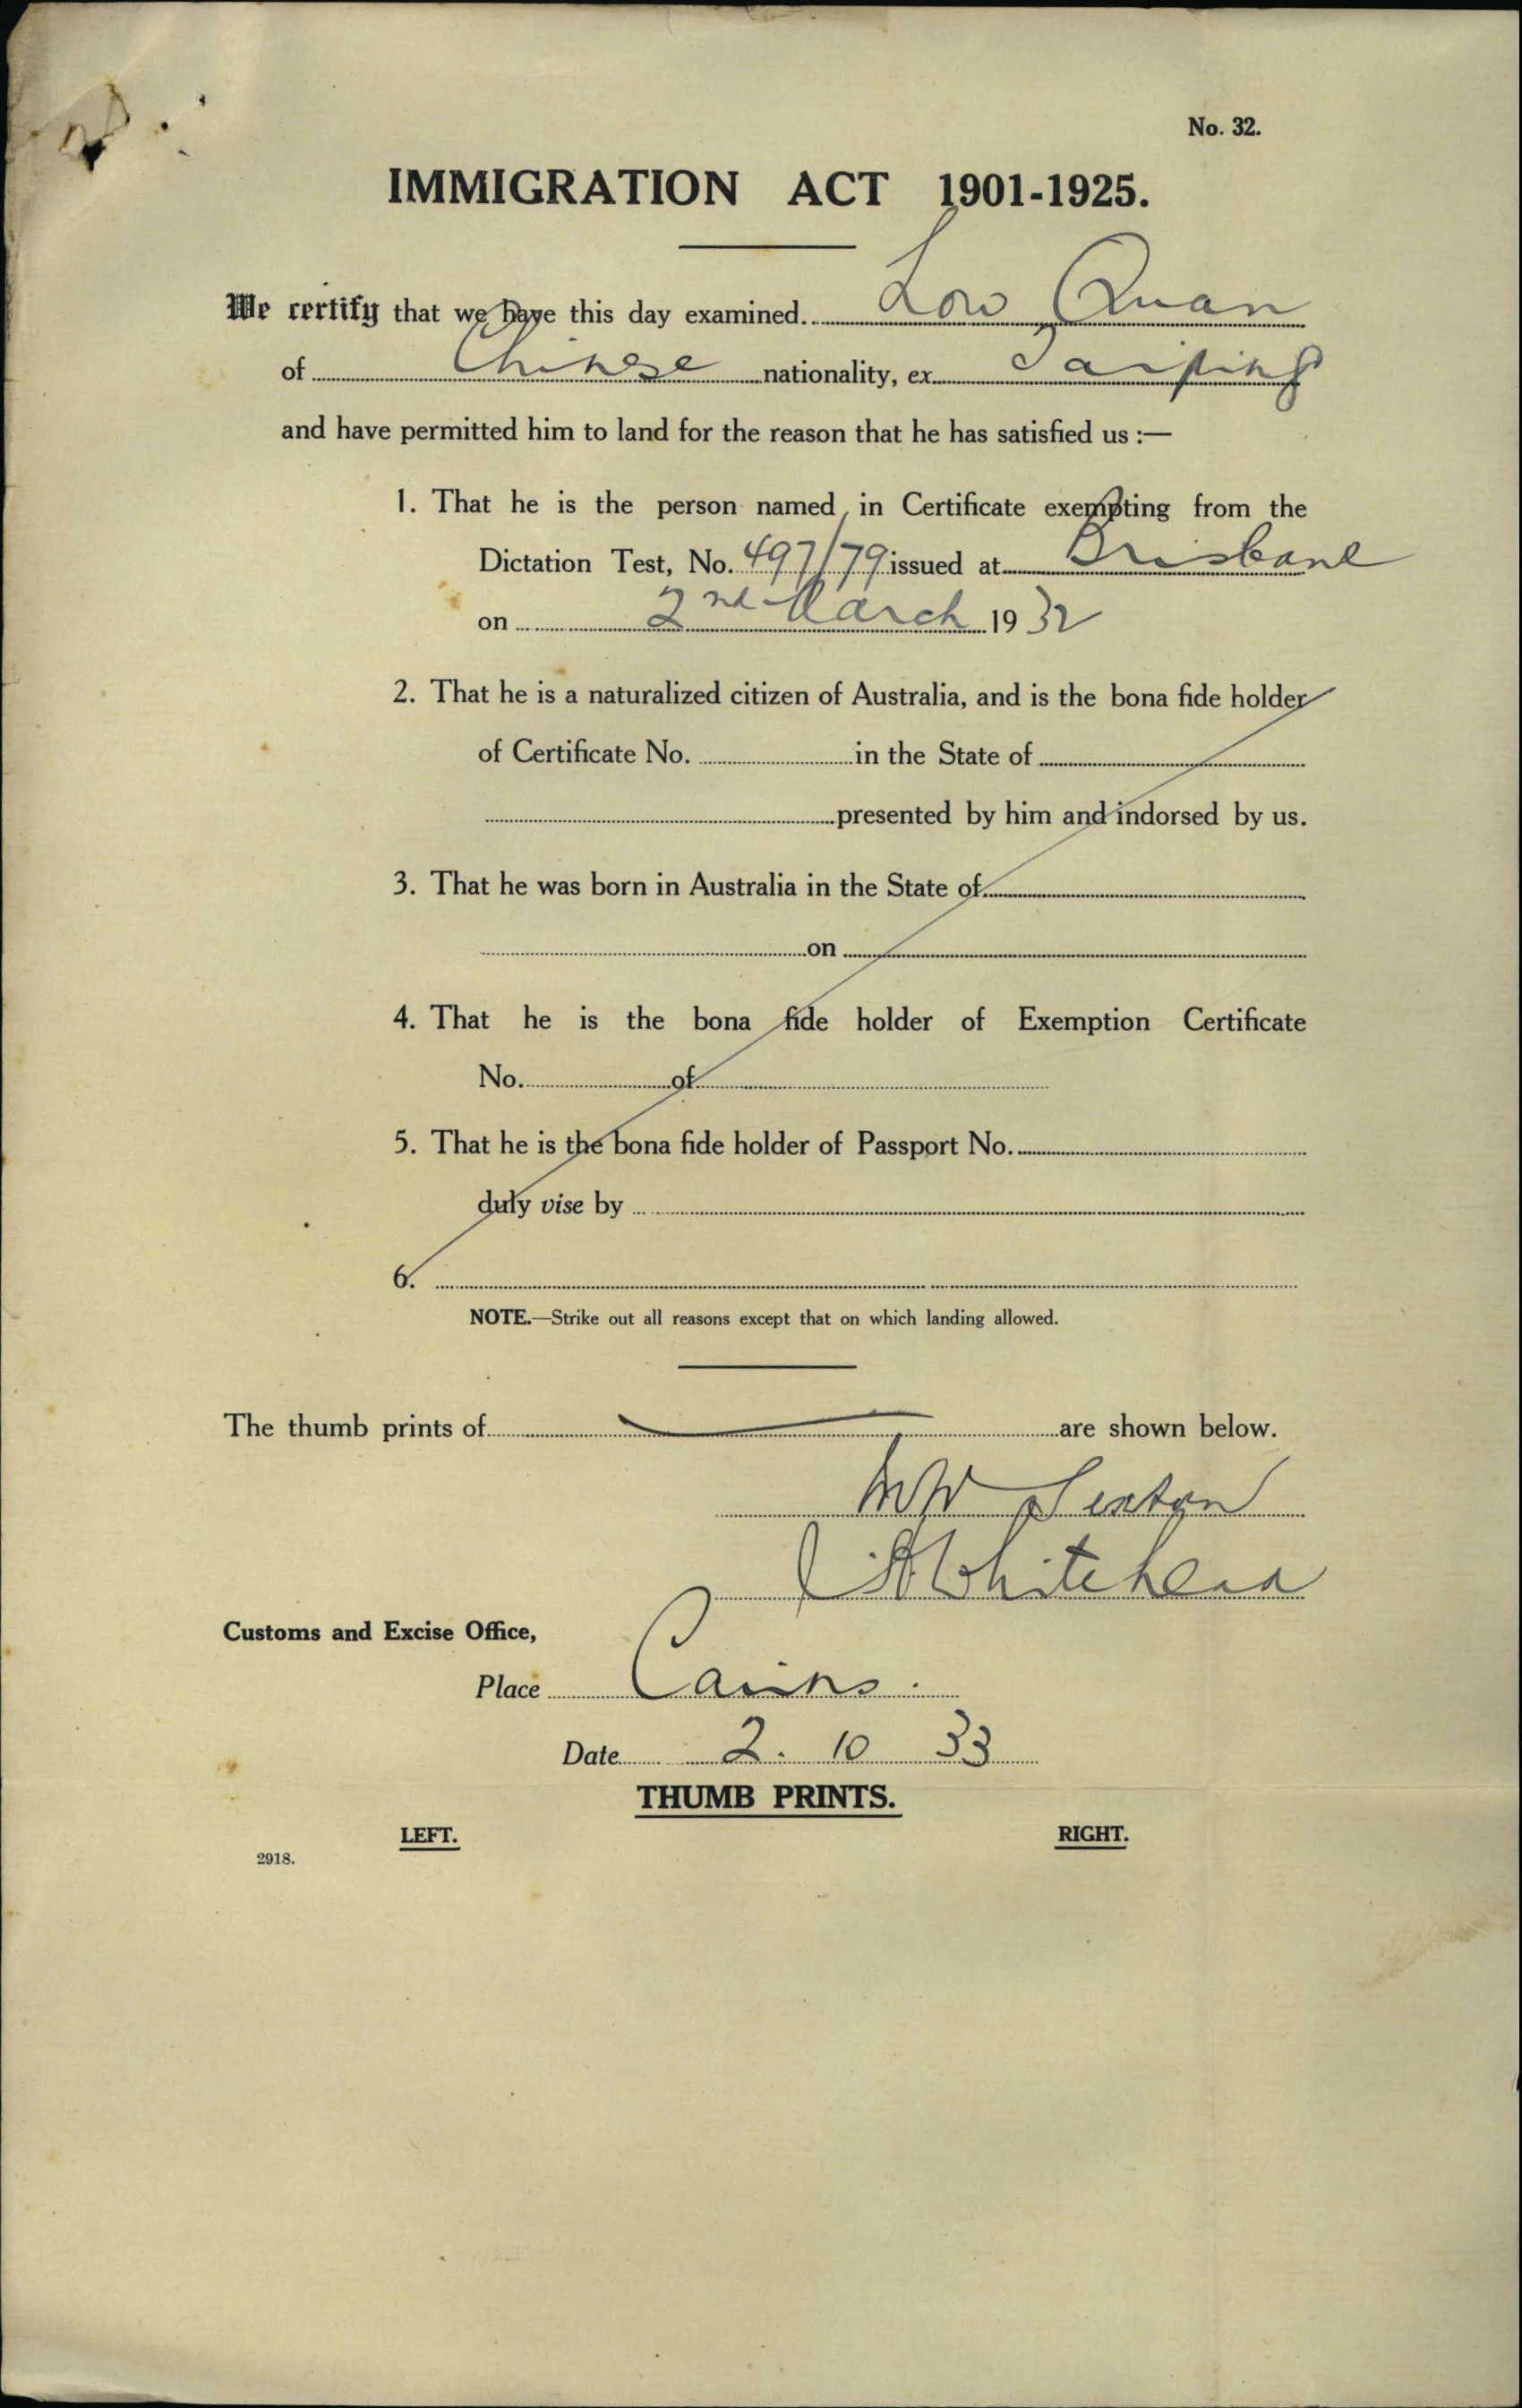 No. 32.
IMMIGRATION ACT 1901-1925.
We certify that we have this day examined Low Quan
of Chinese nationality, ex Taiping
and have permitted him to land for the reason that he has satisfied us :—
1. That he is the person named in Certificate exempting from the
Dictation Test, No. 497/79 issued at Brisbane
on 2nd March 1932
2. That he is a naturalized citizen of Australia, and is the bona fide holder
of Certificate No. in the State of
presented by him and indorsed by us.
3. That he was born in Australia in the State of
on
4. That he is the bona fide holder of Exemption Certificate
No. of
5. That he is the bona fide holder of Passport No.
duly vise by
6.
NOTE.—Strike out all reasons except that on which landing allowed.
The thumb prints of are shown below.
Sexton
Whitehead
Customs and Excise Office,
Place Cairns.
Date 2. 10 33
THUMB PRINTS.
LEFT. RIGHT.
2918.